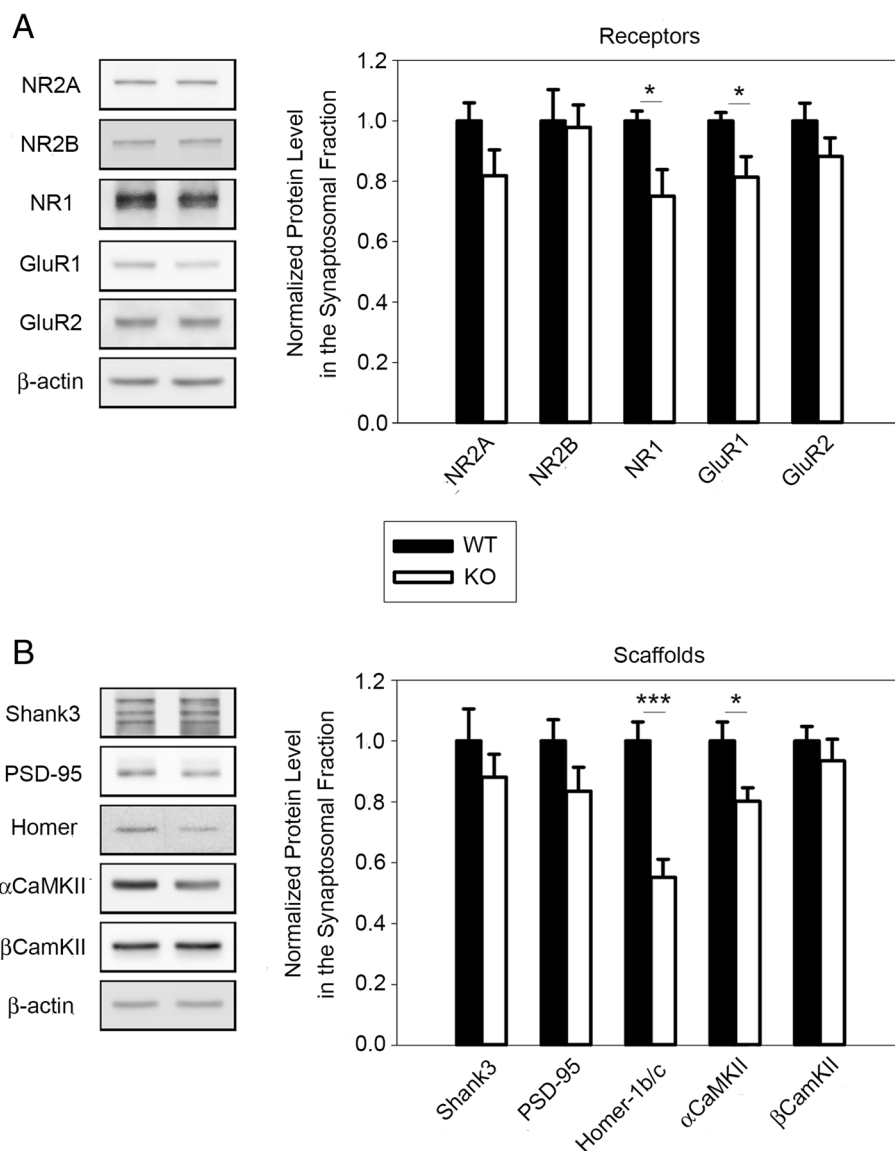 A
NR2A
NR2B
NR1
GluR1
GluR2
β-actin
Receptors
Normalized Protein Level
in the Synaptosomal Fraction
1.2
1.0
0.8
0.6
0.4
0.2
0.0
*
*
NR2A
NR2B
NR1
GluR1
GluR2
WT
KO
B
Shank3
PSD-95
Homer
αCaMKII
βCamKII
β-actin
Scaffolds
Normalized Protein Level
in the Synaptosomal Fraction
1.2
1.0
0.8
0.6
0.4
0.2
0.0
***
*
Shank3
PSD-95
Homer-1b/c
αCaMKII
βCamKII